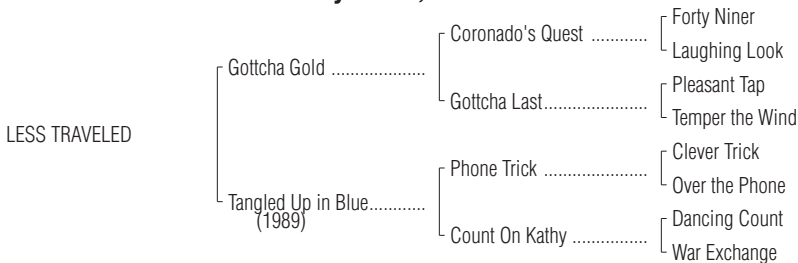 Forty Niner
Coronado's Quest ............
Laughing Look
Gottcha Gold .....................
Pleasant Tap
Gottcha Last.......................
Temper the Wind
LESS TRAVELED
Clever Trick
Phone Trick .......................
Over the Phone
Tangled Up in Blue............
(1989)
Dancing Count
Count On Kathy .................
War Exchange